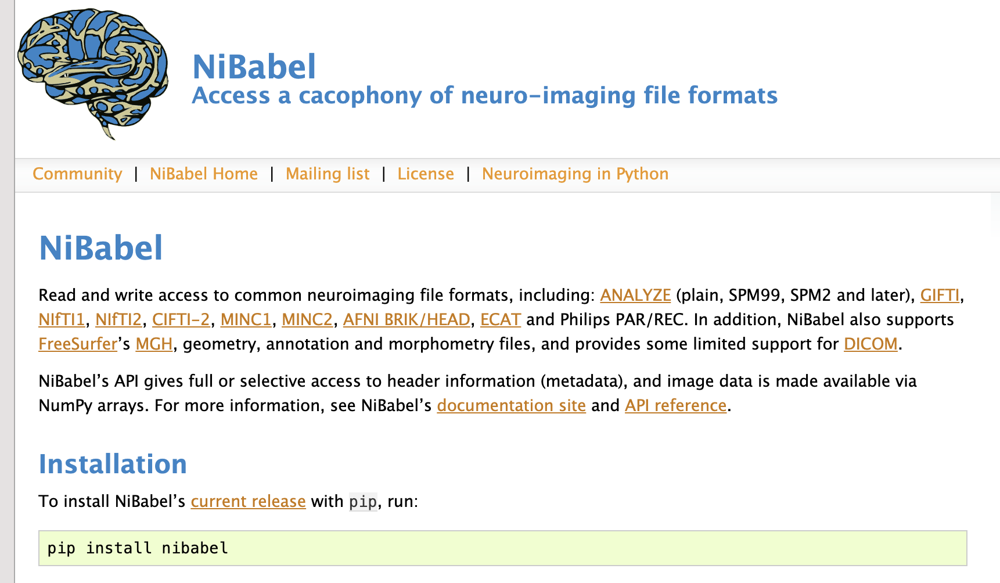 NiBabel
Access a cacophony of neuro-imaging file formats
Community | NiBabel Home | Mailing list | License | Neuroimaging in Python
NiBabel
Read and write access to common neuroimaging file formats, including: ANALYZE (plain, SPM99, SPM2 and later), GIFTI,
NIfTI1, NIfTI2, CIFTI-2, MINC1, MINC2, AFNI BRIK/HEAD, ECAT and Philips PAR/REC. In addition, NiBabel also supports
FreeSurfer’s MGH, geometry, annotation and morphometry files, and provides some limited support for DICOM.
NiBabel’s API gives full or selective access to header information (metadata), and image data is made available via
NumPy arrays. For more information, see NiBabel’s documentation site and API reference.
Installation
To install NiBabel’s current release with pip, run:
pip install nibabel